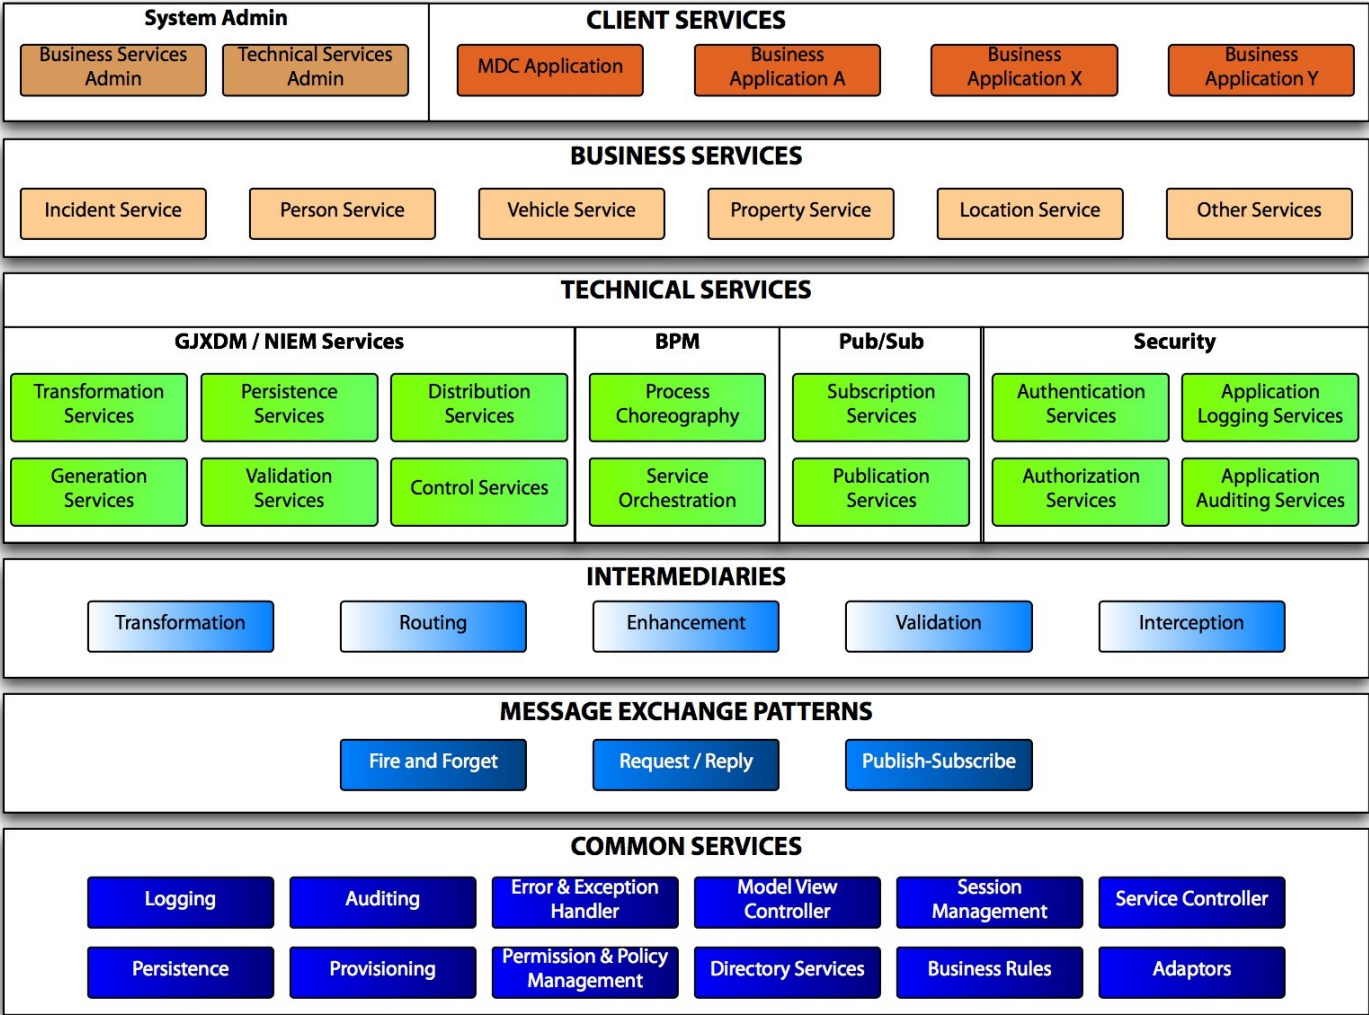 System Admin
CLIENT SERVICES
Business Services
Admin
Technical Services
Admin
MDC Application
Business
Application A
Business
Application X
Business
Application Y
BUSINESS SERVICES
Incident Service
Person Service
Vehicle Service
Property Service
Location Service
Other Services
TECHNICAL SERVICES
GJXDM / NIEM Services
Transformation
Services
Persistence
Services
Distribution
Services
Generation
Services
Validation
Services
Control Services
BPM
Process
Choreography
Service
Orchestration
Pub/Sub
Subscription
Services
Publication
Services
Security
Authentication
Services
Application
Logging Services
Authorization
Services
Application
Auditing Services
INTERMEDIARIES
Transformation
Routing
Enhancement
Validation
Interception
MESSAGE EXCHANGE PATTERNS
Fire and Forget
Request / Reply
Publish-Subscribe
COMMON SERVICES
Logging
Auditing
Error & Exception
Handler
Model View
Controller
Session
Management
Service Controller
Persistence
Provisioning
Permission & Policy
Management
Directory Services
Business Rules
Adaptors